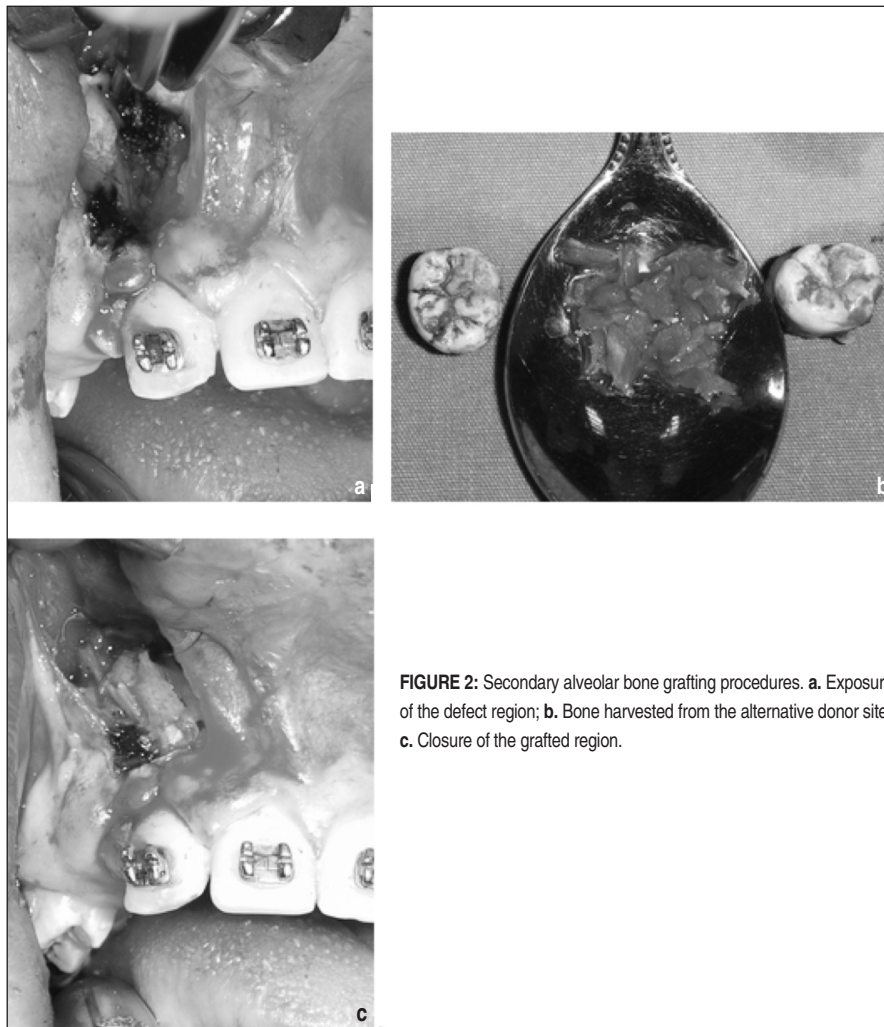 a
b
FIGURE 2: Secondary alveolar bone grafting procedures. a. Exposur
of the defect region; b. Bone harvested from the alternative donor site
c. Closure of the grafted region.
c